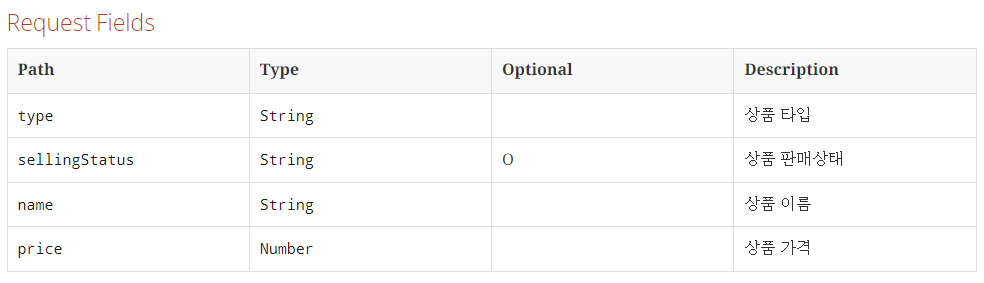 Request Fields
Path Type Optional Description
type String 상품 타입
sellingStatus String O 상품 판매상태
name String 상품 이름
price Number 상품 가격